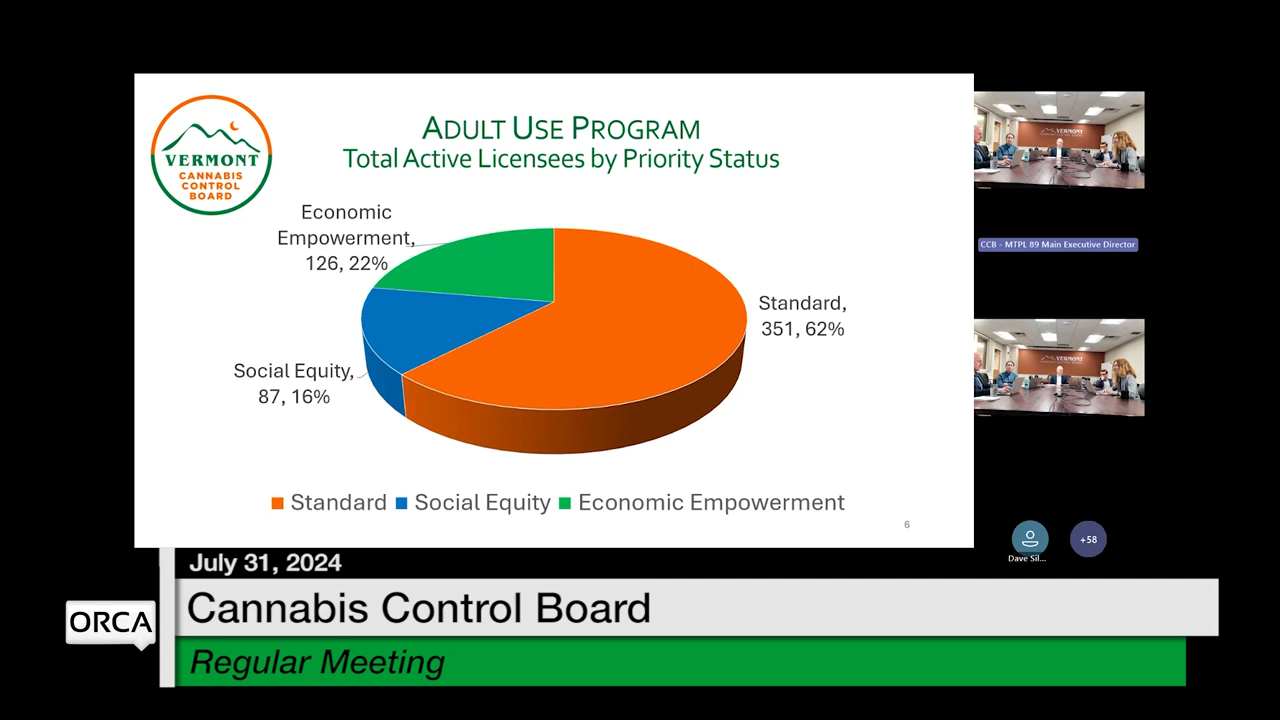 VERMONT
CANNABIS
CONTROL
BOARD
ADULT USE PROGRAM
Total Active Licensees by Priority Status
Economic
Empowerment,
126, 22%
Standard,
351, 62%
Social Equity,
87, 16%
Standard
Social Equity
Economic Empowerment
6
VERMONT
CCB - MTPL 89 Main Executive Director
VERMONT
Dave Sil...
+58
July 31, 2024
ORCA
Cannabis Control Board
Regular Meeting